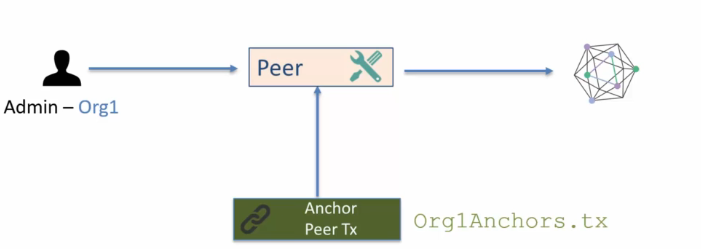 Peer
Admin – Org1
Anchor
Peer Tx
Org1Anchors.tx